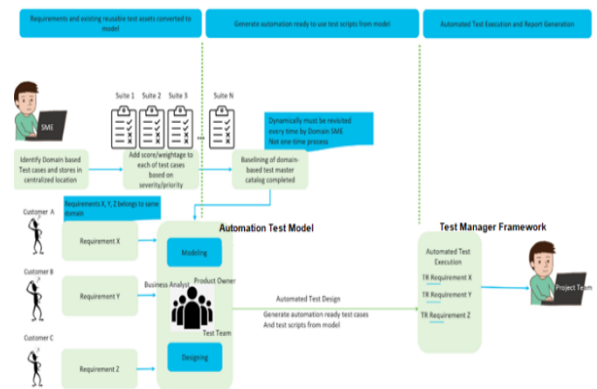 Requirements and existing reusable test assets converted to
model
Generate automation ready to use test scripts from model
Automated Test Execution and Report Generation
SME
Suite 1
Suite 2
Suite 3
...
Suite N
Dynamically must be revisited
every time by Domain SME
Not one-time process
Identify Domain based
Test cases and stores in
centralized location
Add score/weightage to
each of test cases
based on
severity/priority
Baselining of domain-
based test master
catalog completed
Customer A
Requirements X, Y, Z belongs to same
domain
Requirement X
Automation Test Model
Modeling
Test Manager Framework
Automated Test
Execution
TR Requirement X
TR Requirement Y
TR Requirement Z
Project Team
Customer B
Requirement Y
Business Analyst
Product Owner
Test Team
Automated Test Design
Generate automation ready test cases
And test scripts from model
Customer C
Requirement Z
Designing